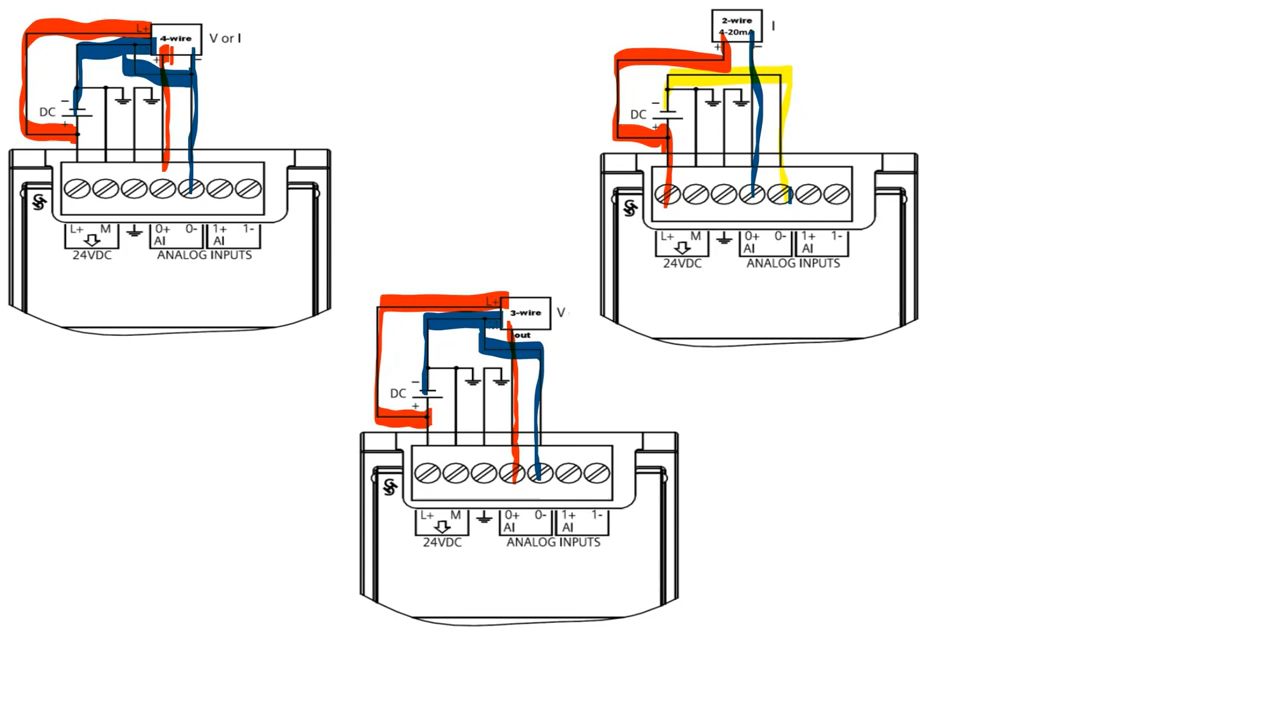 L+
4-wire
V or I
+
−
−
DC
+
L+ M 0+ 0- 1+ 1-
AI AI
24VDC ANALOG INPUTS
2-wire
4-20mA
I
+
−
−
DC
+
L+ M 0+ 0- 1+ 1-
AI AI
24VDC ANALOG INPUTS
L+
3-wire
V
out
−
DC
+
L+ M 0+ 0- 1+ 1-
AI AI
24VDC ANALOG INPUTS